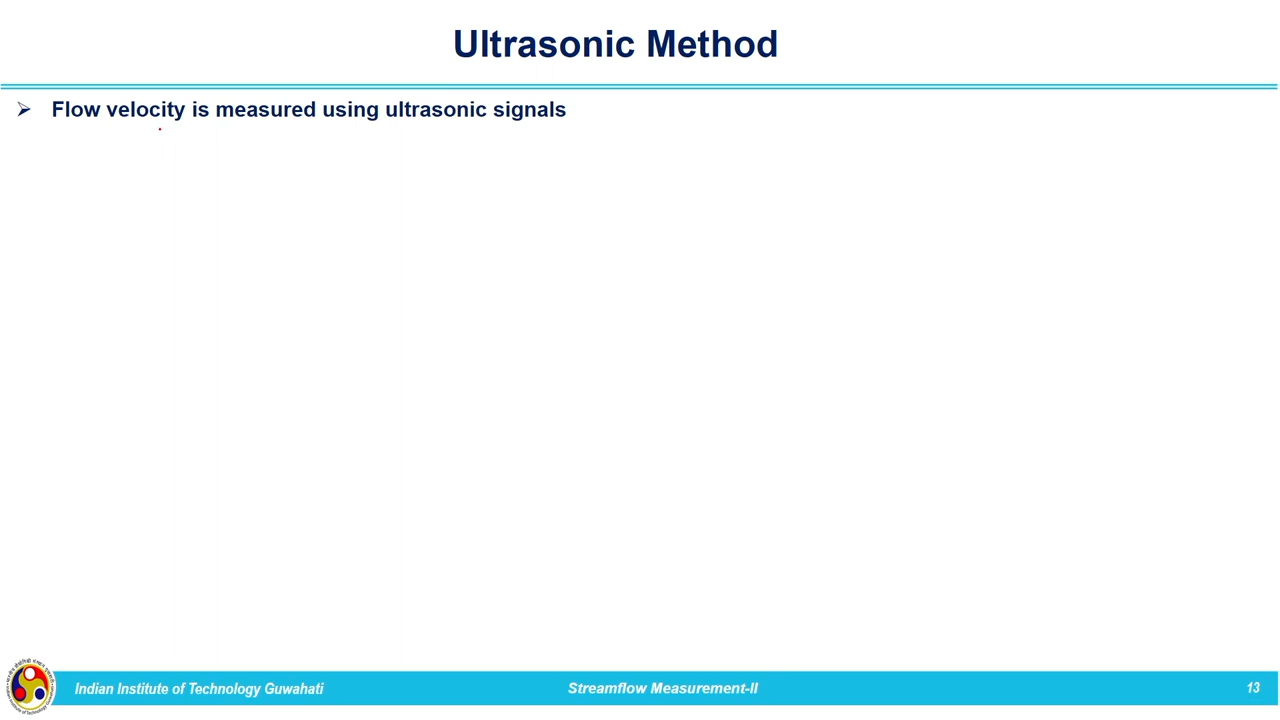 Ultrasonic Method
Flow velocity is measured using ultrasonic signals
Indian Institute of Technology Guwahati
Streamflow Measurement-II
13